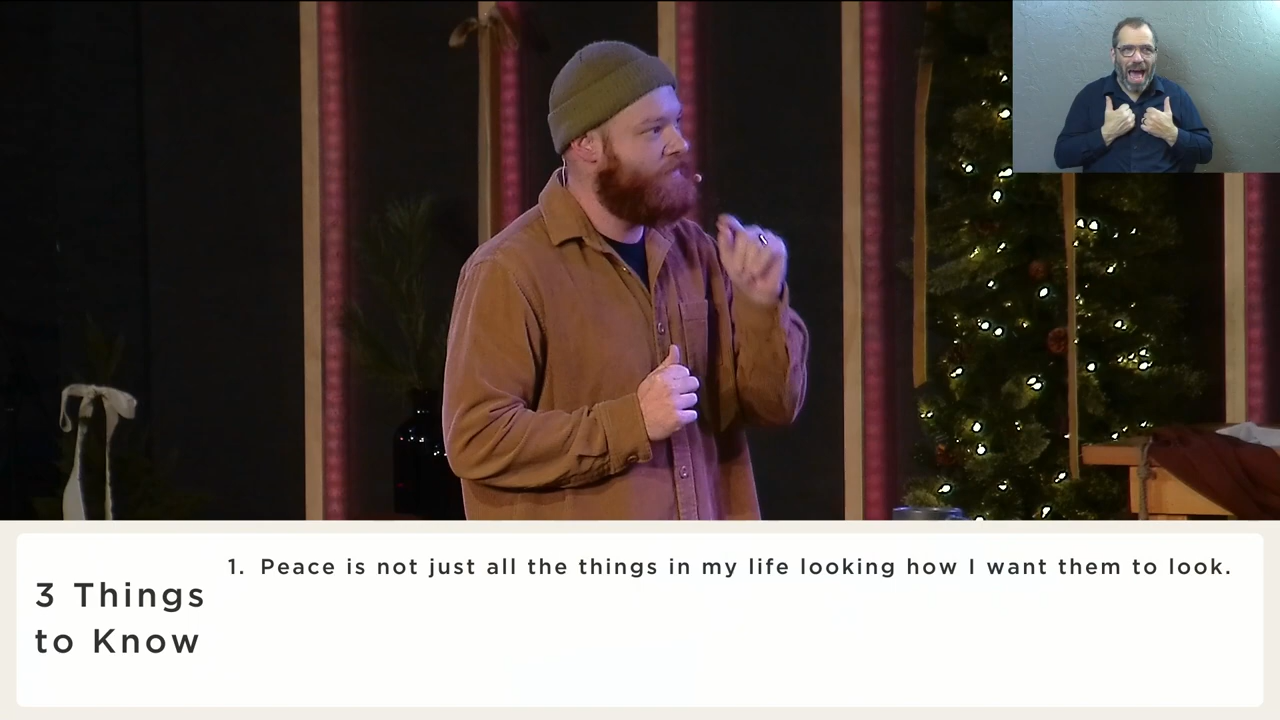 3 Things
to Know
1. Peace is not just all the things in my life looking how I want them to look.